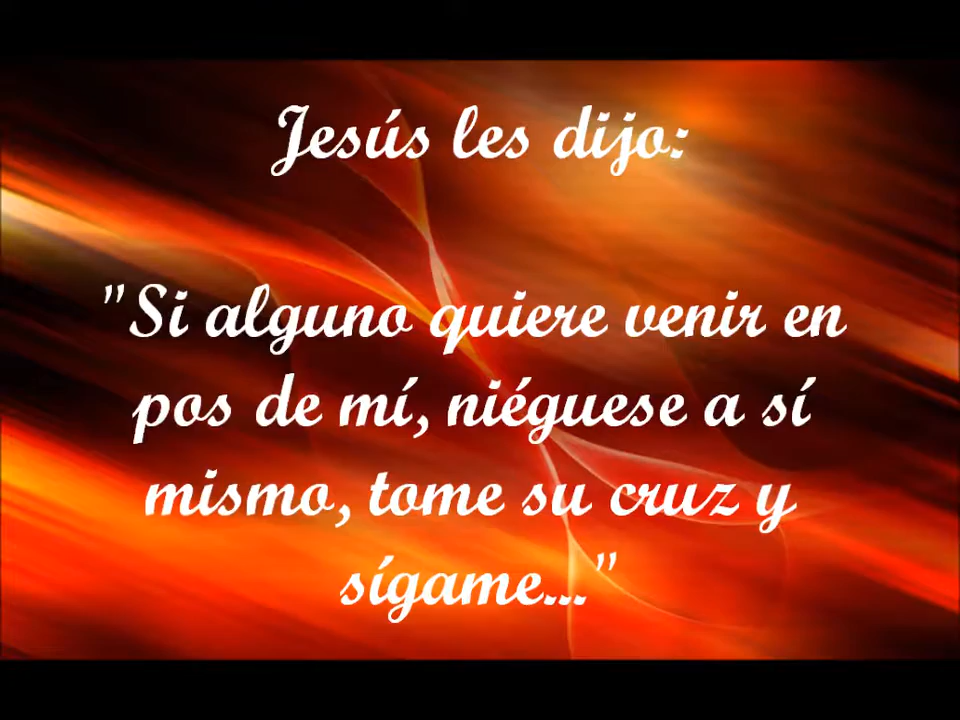 Jesús les dijo:
"Si alguno quiere venir en
pos de mí, niéguese a sí
mismo, tome su cruz y
sígame..."